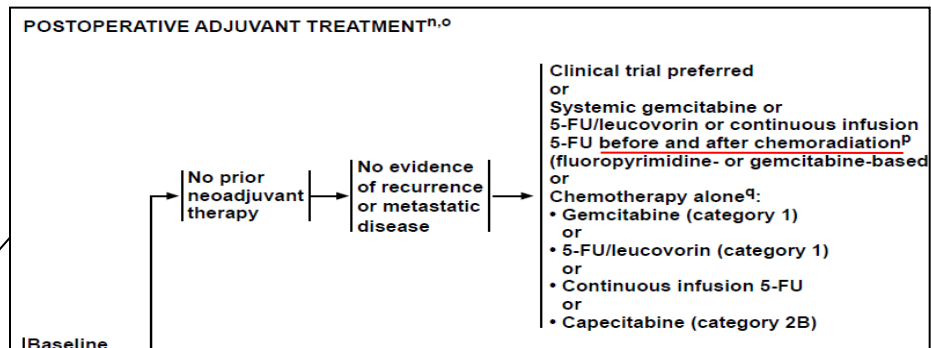 POSTOPERATIVE ADJUVANT TREATMENTn,o
No prior
neoadjuvant
therapy
No evidence
of recurrence
or metastatic
disease
Clinical trial preferred
or
Systemic gemcitabine or
5-FU/leucovorin or continuous infusion
5-FU before and after chemoradiationp
(fluoropyrimidine- or gemcitabine-based
or
Chemotherapy aloneq:
• Gemcitabine (category 1)
or
• 5-FU/leucovorin (category 1)
or
• Continuous infusion 5-FU
or
• Capecitabine (category 2B)
Baseline